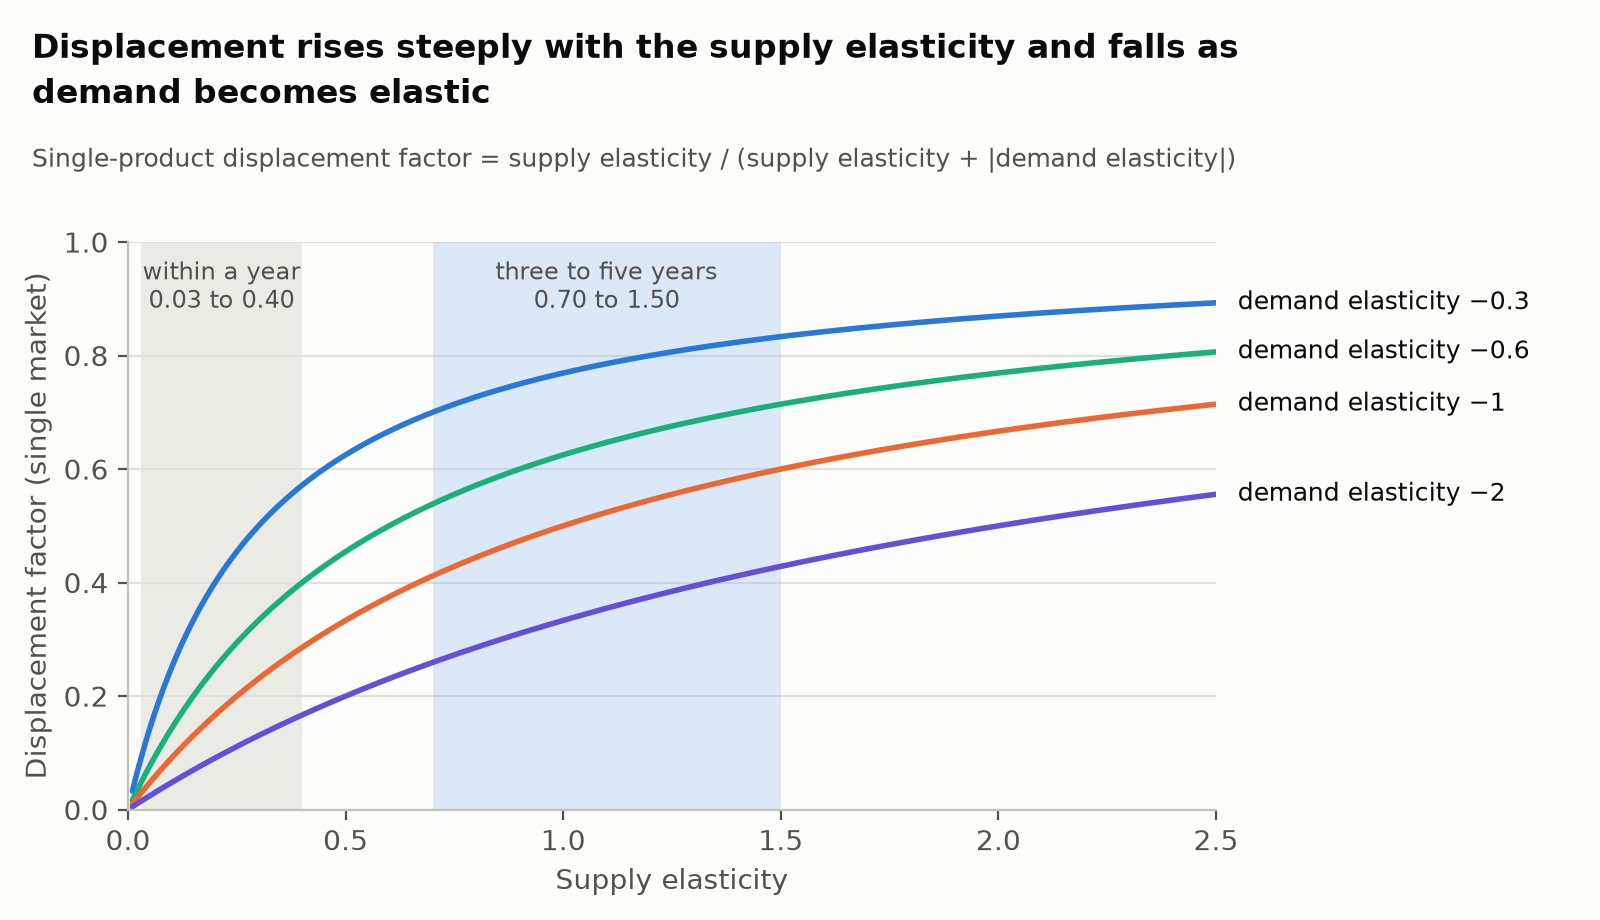 Displacement rises steeply with the supply elasticity and falls as
demand becomes elastic
Single-product displacement factor = supply elasticity / (supply elasticity + |demand elasticity|)
Displacement factor (single market)
1.0
0.8
0.6
0.4
0.2
0.0
within a year
0.03 to 0.40
three to five years
0.70 to 1.50
demand elasticity −0.3
demand elasticity −0.6
demand elasticity −1
demand elasticity −2
0.0 0.5 1.0 1.5 2.0 2.5
Supply elasticity